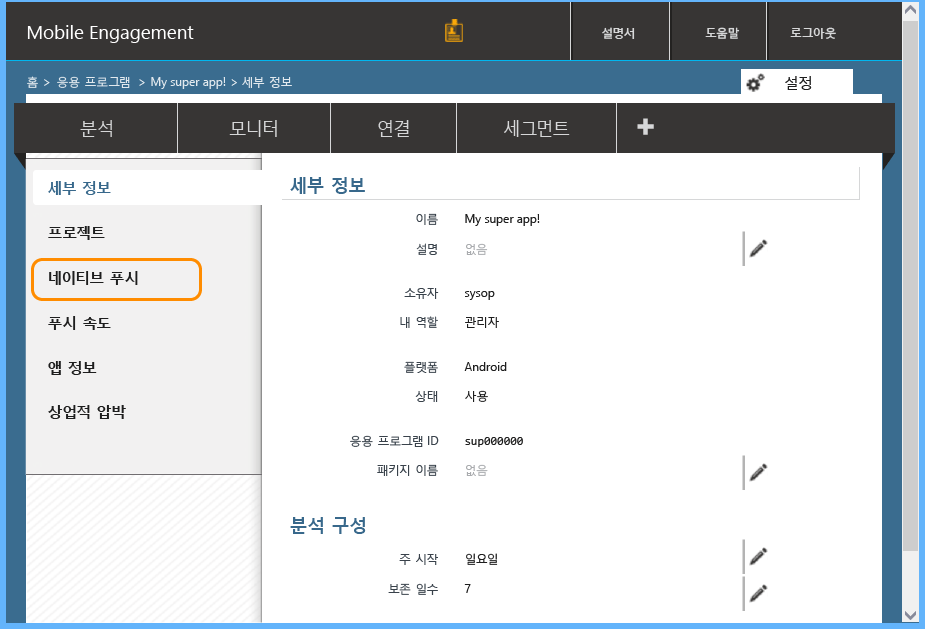 Mobile Engagement
설명서
도움말
로그아웃
홈 > 응용 프로그램 > My super app! > 세부 정보
설정
분석
모니터
연결
세그먼트
세부 정보
프로젝트
네이티브 푸시
푸시 속도
앱 정보
상업적 압박
세부 정보
이름 My super app!
설명 없음
소유자 sysop
내 역할 관리자
플랫폼 Android
상태 사용
응용 프로그램 ID sup000000
패키지 이름 없음
분석 구성
주 시작 일요일
보존 일수 7